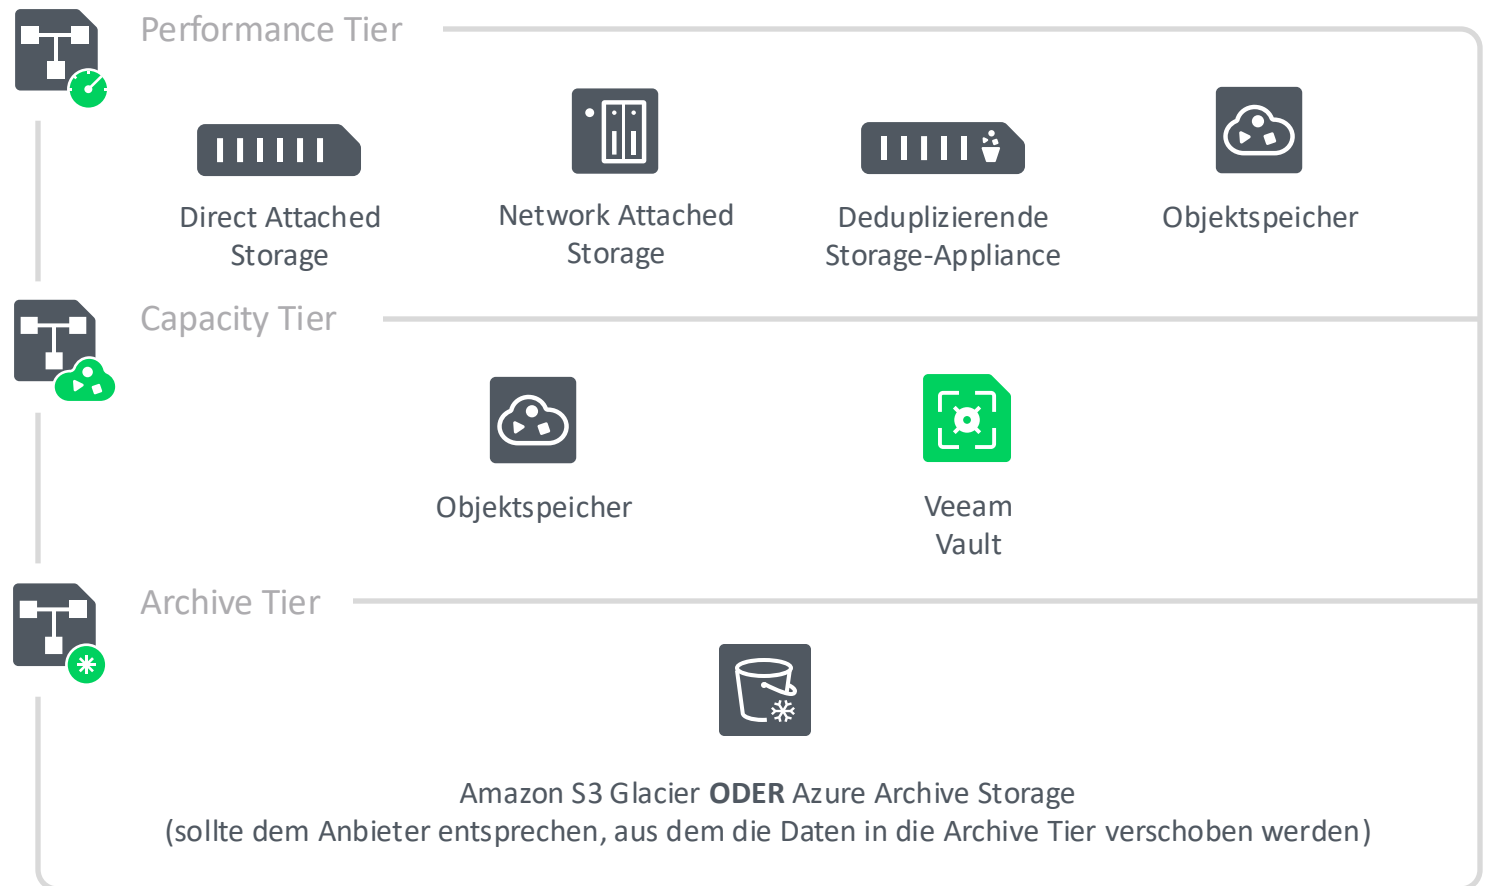 Performance Tier
Direct Attached
Storage
Network Attached
Storage
Deduplizierende
Storage-Appliance
Objektspeicher
Capacity Tier
Objektspeicher
Veeam
Vault
Archive Tier
Amazon S3 Glacier ODER Azure Archive Storage
(sollte dem Anbieter entsprechen, aus dem die Daten in die Archive Tier verschoben werden)